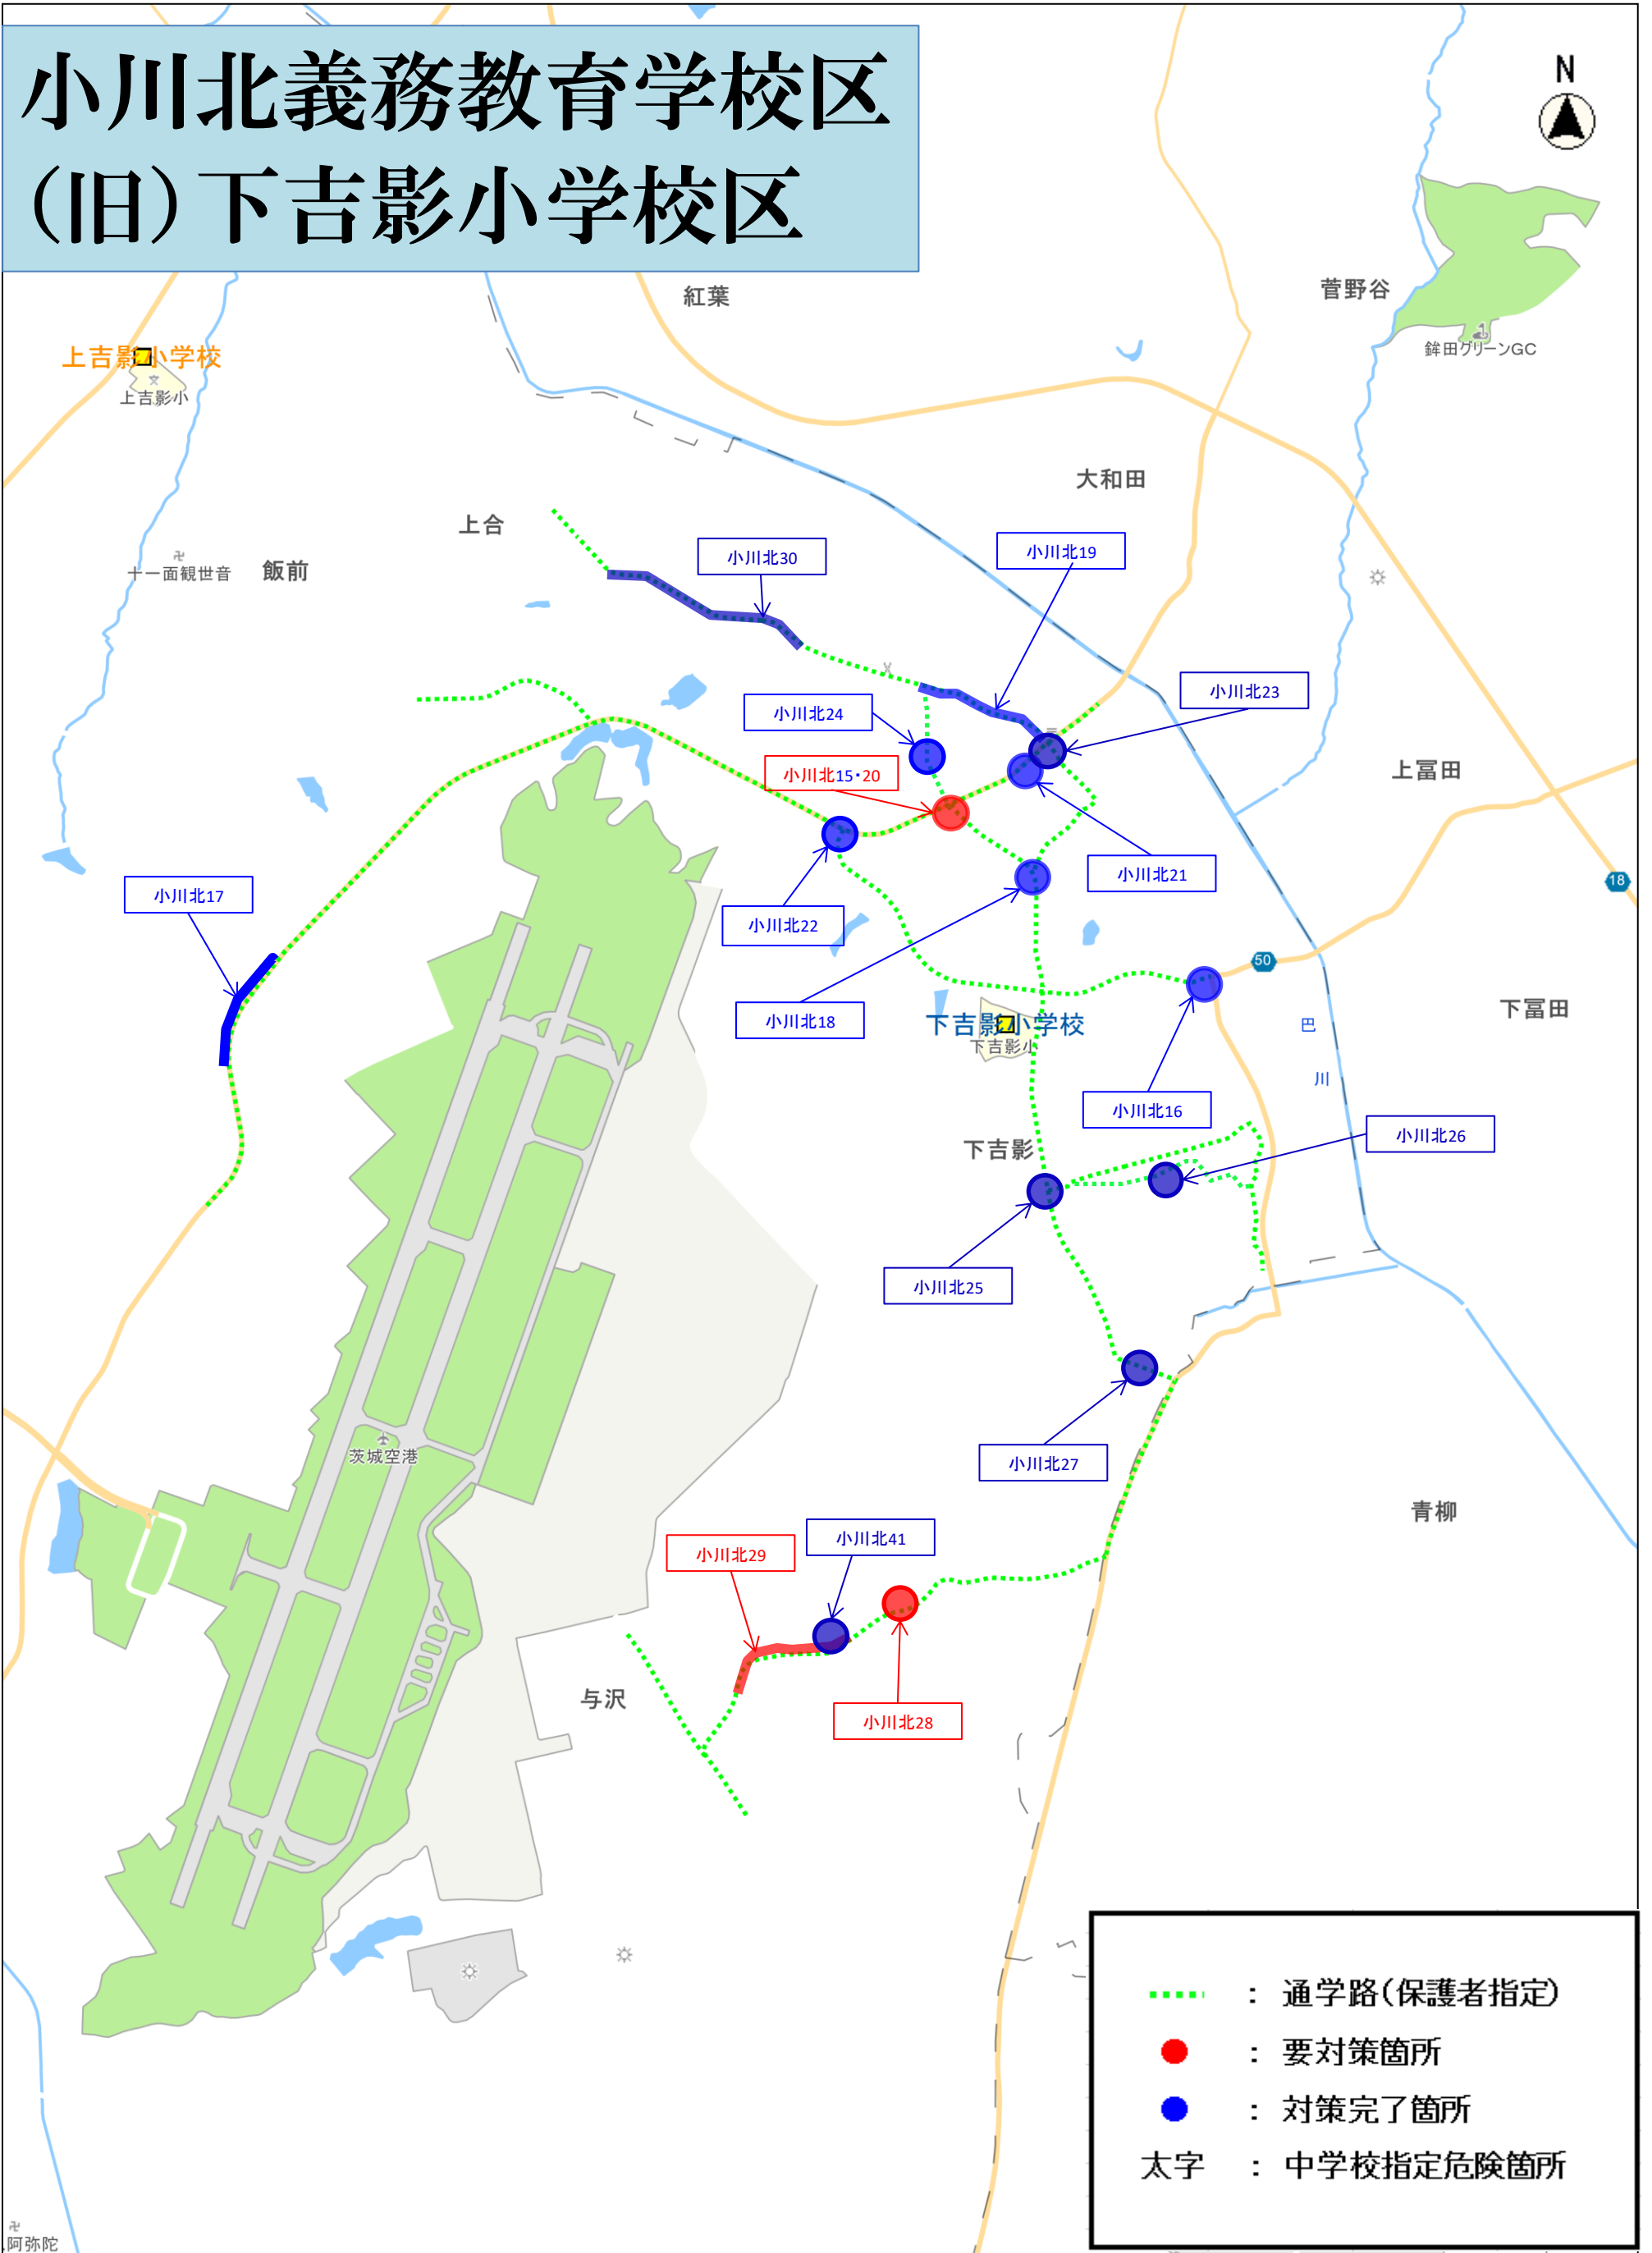 小川北義務教育学校区
(旧)下吉影小学校区
N
紅葉
菅野谷
鉾田グリーンGC
上吉影小学校
上吉影小
大和田
上合
十一面観世音
飯前
小川北30
小川北19
小川北23
小川北24
小川北15・20
上冨田
小川北21
18
小川北17
小川北22
50
小川北18
下冨田
下吉影小学校
下吉影小
巴
川
小川北16
小川北26
下吉影
小川北25
茨城空港
小川北27
青柳
小川北41
小川北29
与沢
小川北28
: 通学路(保護者指定)
: 要対策箇所
: 対策完了箇所
太字 : 中学校指定危険箇所
阿弥陀